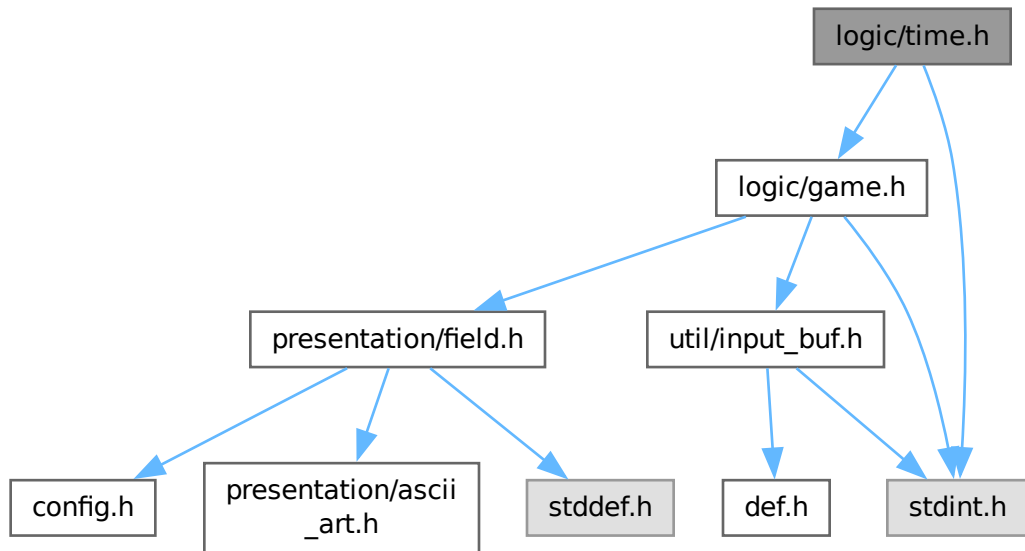 logic/time.h
logic/game.h
presentation/field.h
util/input_buf.h
config.h
presentation/ascii
_art.h
stddef.h
def.h
stdint.h